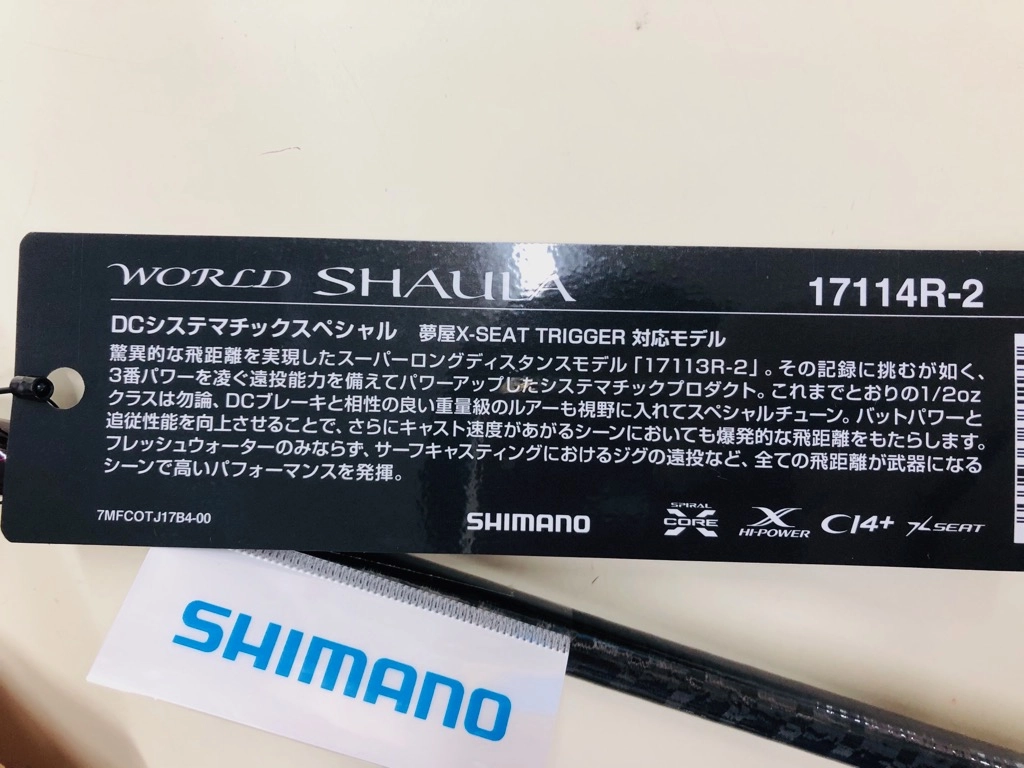 WORLD SHAULA 17114R-2
DCシステマチックスペシャル 夢屋X-SEAT TRIGGER 対応モデル
驚異的な飛距離を実現したスーパーロングディスタンスモデル「17113R-2」。その記録に挑むが如く、
3番パワーを凌ぐ遠投能力を備えてパワーアップしたシステマチックプロダクト。これまでとおりの1/2oz
クラスは勿論、DCブレーキと相性の良い重量級のルアーも視野に入れてスペシャルチューン。バットパワーと
追従性能を向上させることで、さらにキャスト速度があがるシーンにおいても爆発的な飛距離をもたらします。
フレッシュウォーターのみならず、サーフキャスティングにおけるジグの遠投など、全ての飛距離が武器になる
シーンで高いパフォーマンスを発揮。
7MFCOTJ17B4-00
SHIMANO
SPIRAL X CORE
X HI-POWER
CI4+
X SEAT
SHIMANO